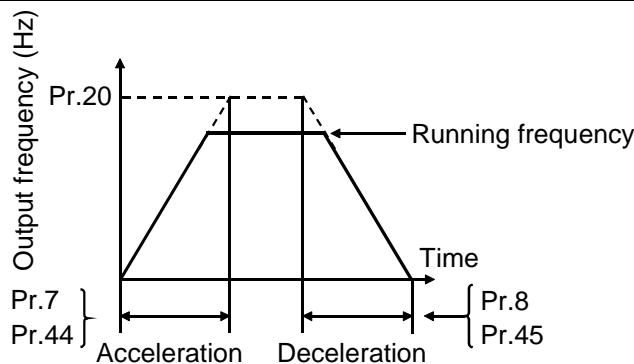 Output frequency (Hz)
Pr.20
Running frequency
Time
Pr.7
Pr.44
Pr.8
Pr.45
Acceleration
Deceleration